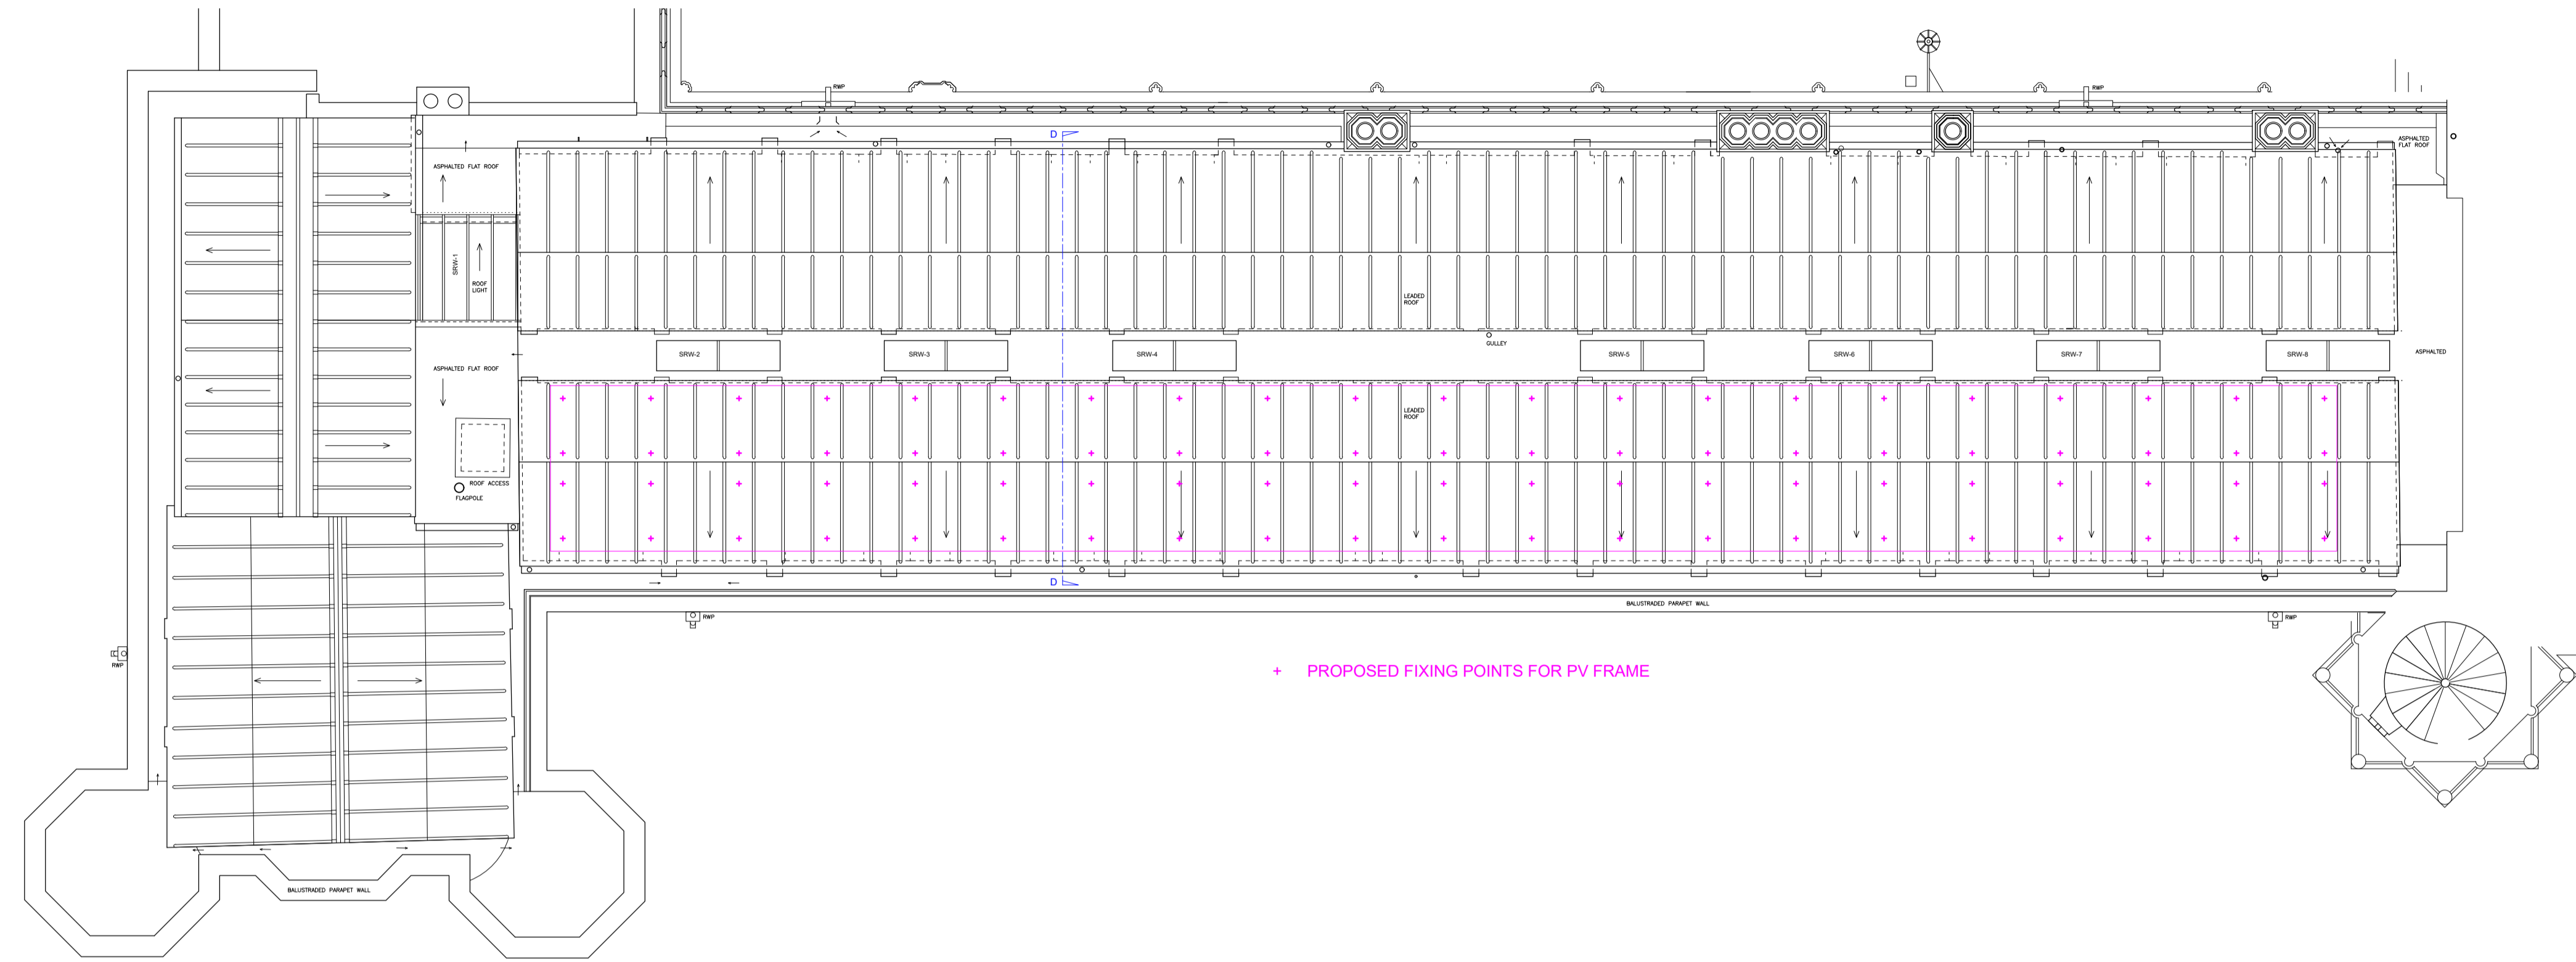 RWP
RWP
D
ASPHALTED
FLAT ROOF
ASPHALTED FLAT ROOF
SRW-1
ROOF
LIGHT
LEADED
ROOF
GULLEY
SRW-2
SRW-3
SRW-4
SRW-5
SRW-6
SRW-7
SRW-8
ASPHALTED
ASPHALTED FLAT ROOF
LEADED
ROOF
ROOF ACCESS
FLAGPOLE
D
BALUSTRADED PARAPET WALL
RWP
RWP
RWP
+ PROPOSED FIXING POINTS FOR PV FRAME
BALUSTRADED PARAPET WALL